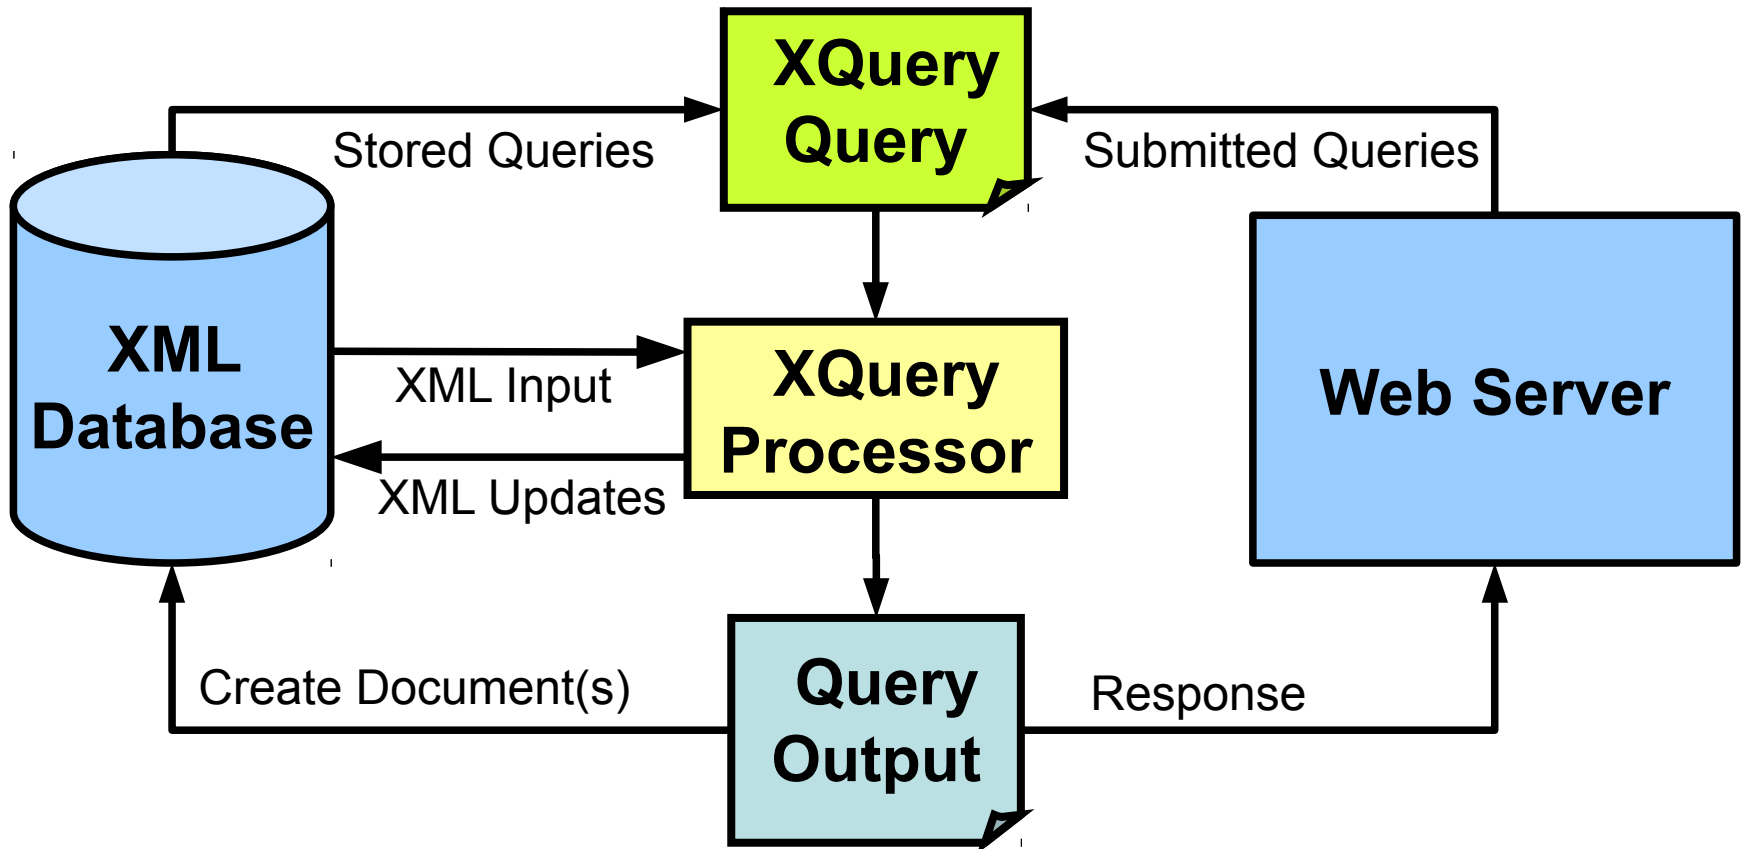 XQuery
Query
Stored Queries
Submitted Queries
XML
Database
XML Input
XML Updates
XQuery
Processor
Web Server
Create Document(s)
Query
Output
Response